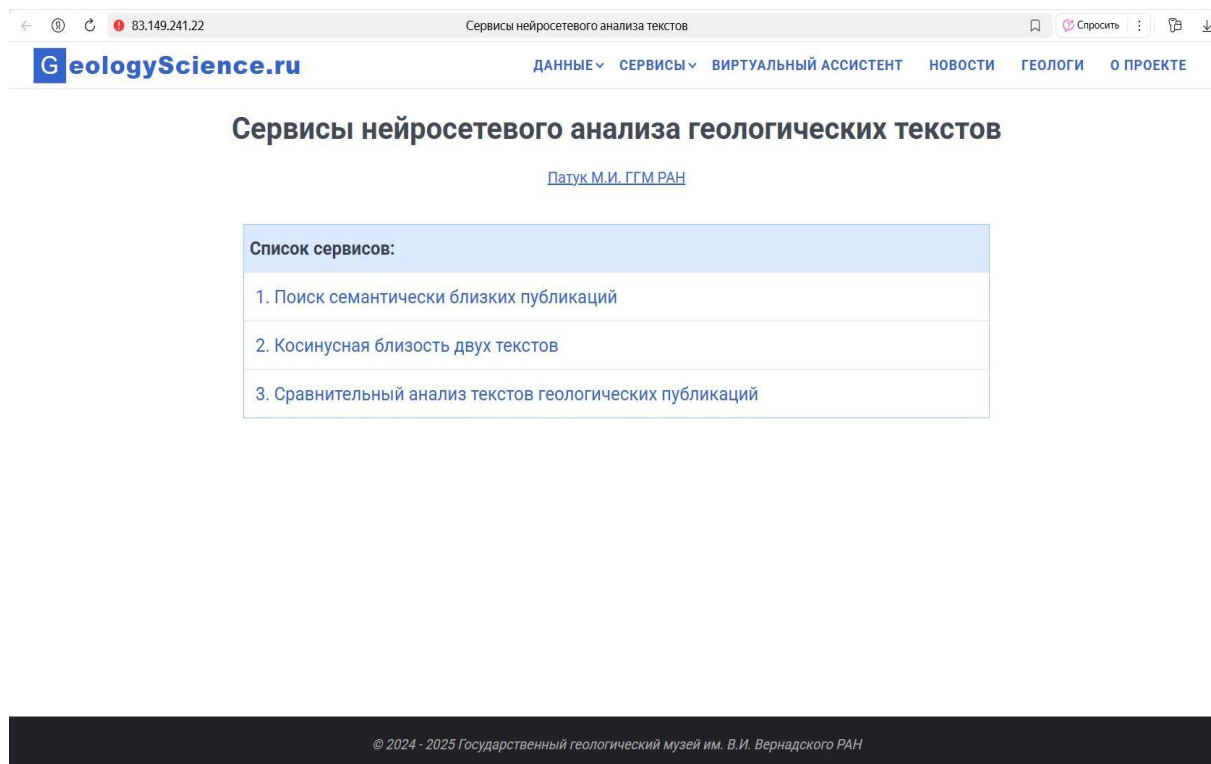 83.149.241.22 Сервисы нейросетевого анализа текстов Спросить
GeologyScience.ru ДАННЫЕ СЕРВИСЫ ВИРТУАЛЬНЫЙ АССИСТЕНТ НОВОСТИ ГЕОЛОГИ О ПРОЕКТЕ
Сервисы нейросетевого анализа геологических текстов
Патук М.И. ГГМ РАН
Список сервисов:
1. Поиск семантически близких публикаций
2. Косинусная близость двух текстов
3. Сравнительный анализ текстов геологических публикаций
© 2024 - 2025 Государственный геологический музей им. В.И. Вернадского РАН